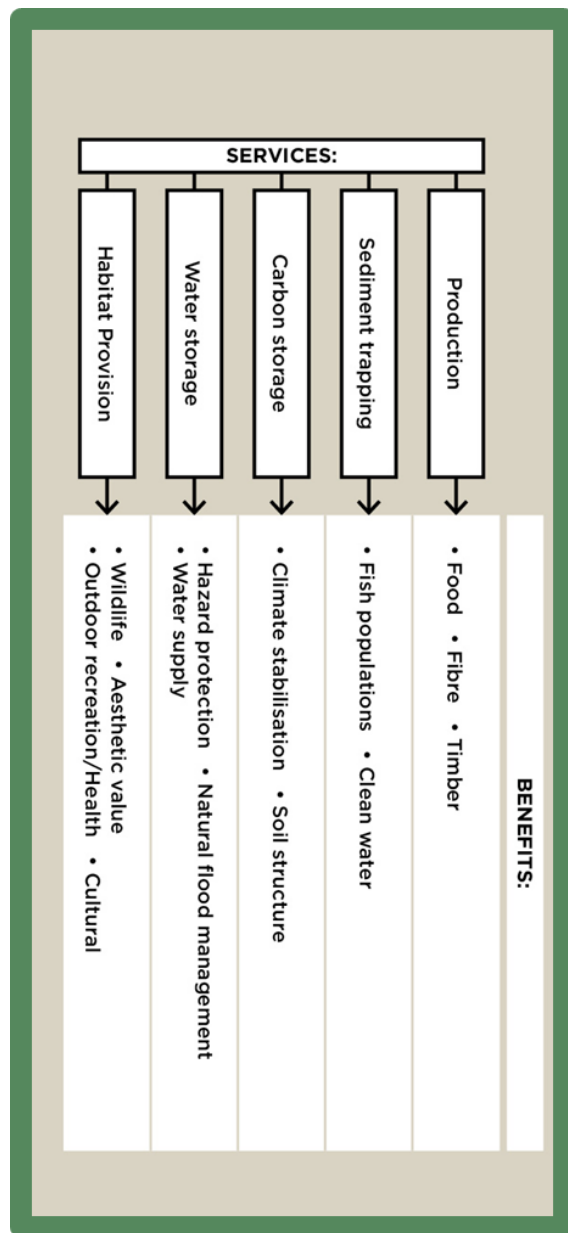 SERVICES:
BENEFITS:
Production
• Food • Fibre • Timber
Sediment trapping
• Fish populations • Clean water
Carbon storage
• Climate stabilisation • Soil structure
Water storage
• Hazard protection • Natural flood management
• Water supply
Habitat Provision
• Wildlife • Aesthetic value
• Outdoor recreation/Health • Cultural